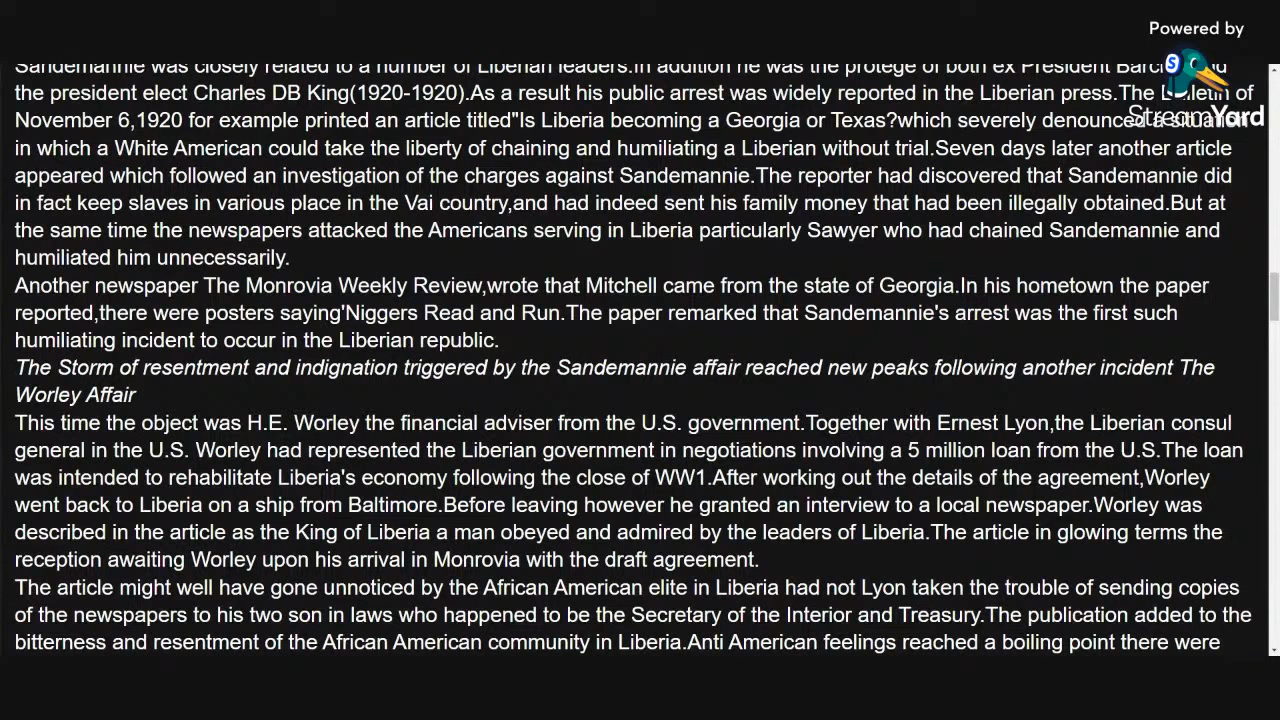 Powered by
StreamYard
Sandemannie was closely related to a number of Liberian leaders.In addition he was the protege of both ex President
the president elect Charles DB King(1920-1920).As a result his public arrest was widely reported in the Liberian press.The Bulletin of
November 6,1920 for example printed an article titled"Is Liberia becoming a Georgia or Texas?which severely denounced a situation
in which a White American could take the liberty of chaining and humiliating a Liberian without trial.Seven days later another article
appeared which followed an investigation of the charges against Sandemannie.The reporter had discovered that Sandemannie did
in fact keep slaves in various place in the Vai country,and had indeed sent his family money that had been illegally obtained.But at
the same time the newspapers attacked the Americans serving in Liberia particularly Sawyer who had chained Sandemannie and
humiliated him unnecessarily.
Another newspaper The Monrovia Weekly Review,wrote that Mitchell came from the state of Georgia.In his hometown the paper
reported,there were posters saying'Niggers Read and Run.The paper remarked that Sandemannie's arrest was the first such
humiliating incident to occur in the Liberian republic.
The Storm of resentment and indignation triggered by the Sandemannie affair reached new peaks following another incident The
Worley Affair
This time the object was H.E. Worley the financial adviser from the U.S. government.Together with Ernest Lyon,the Liberian consul
general in the U.S. Worley had represented the Liberian government in negotiations involving a 5 million loan from the U.S.The loan
was intended to rehabilitate Liberia's economy following the close of WW1.After working out the details of the agreement,Worley
went back to Liberia on a ship from Baltimore.Before leaving however he granted an interview to a local newspaper.Worley was
described in the article as the King of Liberia a man obeyed and admired by the leaders of Liberia.The article in glowing terms the
reception awaiting Worley upon his arrival in Monrovia with the draft agreement.
The article might well have gone unnoticed by the African American elite in Liberia had not Lyon taken the trouble of sending copies
of the newspapers to his two son in laws who happened to be the Secretary of the Interior and Treasury.The publication added to the
bitterness and resentment of the African American community in Liberia.Anti American feelings reached a boiling point there were